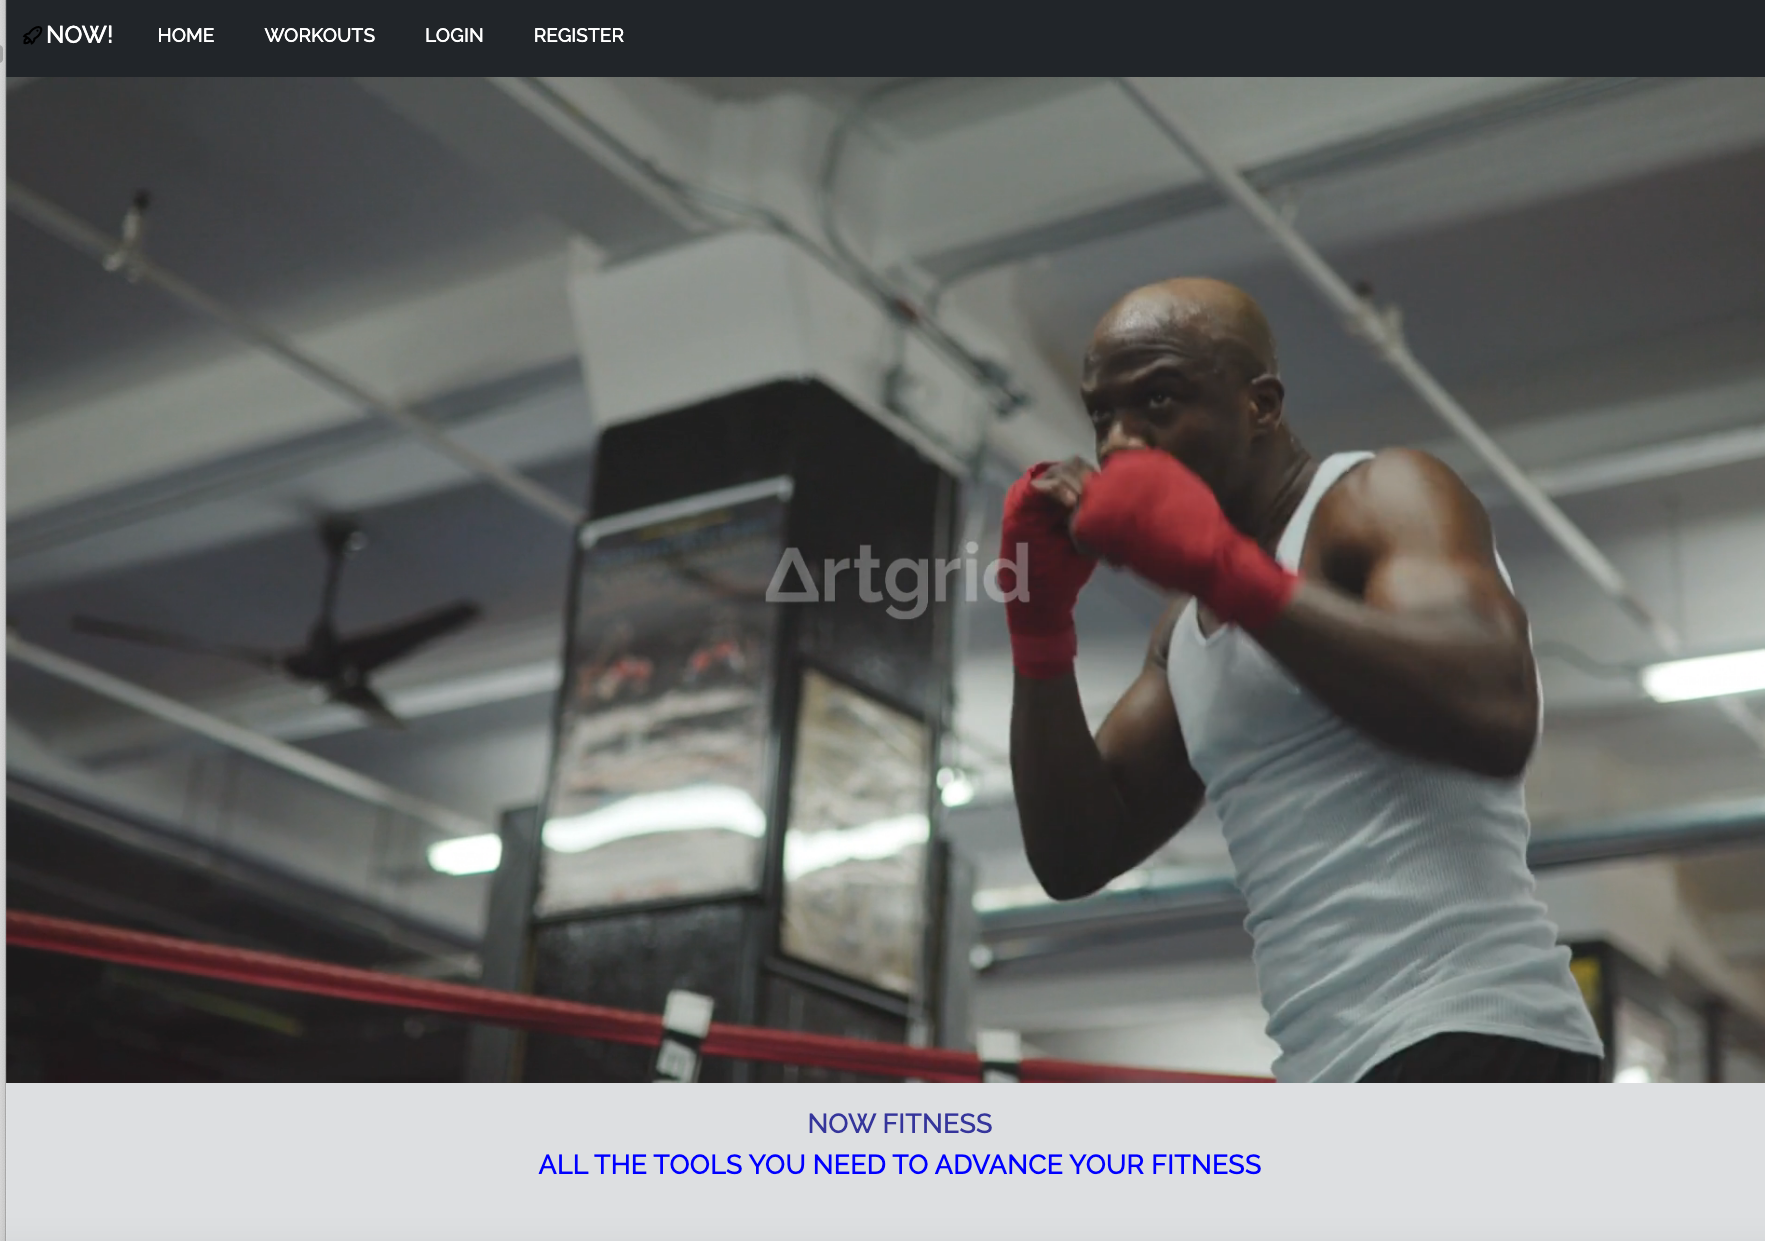 NOW!
HOME
WORKOUTS
LOGIN
REGISTER
Artgrid
NOW FITNESS
ALL THE TOOLS YOU NEED TO ADVANCE YOUR FITNESS